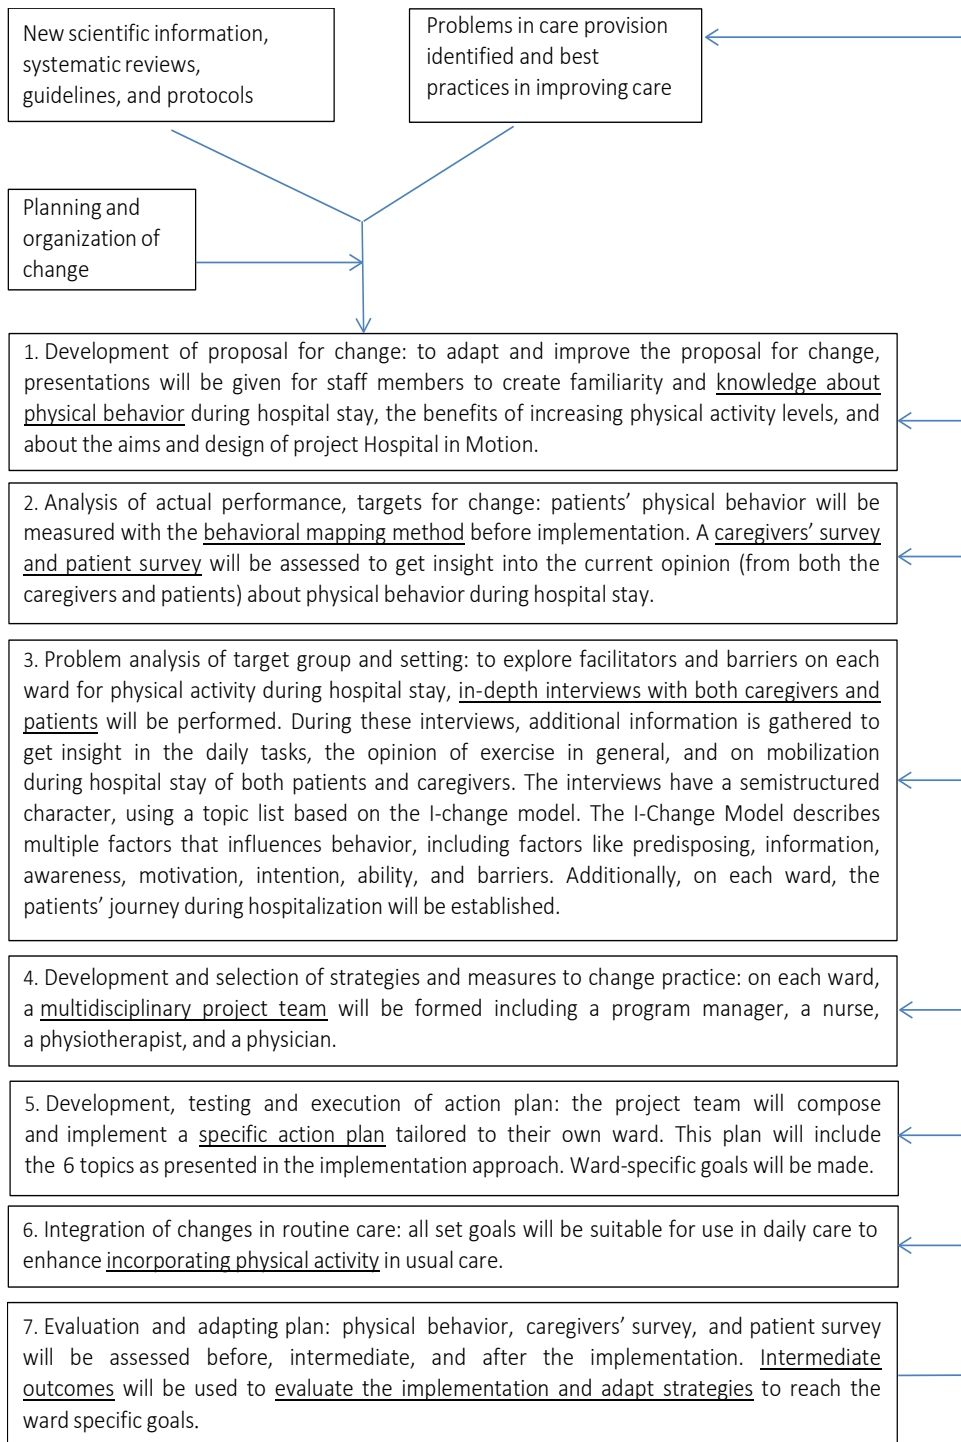 New scientific information,
systematic reviews,
guidelines, and protocols
Problems in care provision
identified and best
practices in improving care
Planning and
organization of
change
1. Development of proposal for change: to adapt and improve the proposal for change,
presentations will be given for staff members to create familiarity and knowledge about
physical behavior during hospital stay, the benefits of increasing physical activity levels, and
about the aims and design of project Hospital in Motion.
2. Analysis of actual performance, targets for change: patients’ physical behavior will be
measured with the behavioral mapping method before implementation. A caregivers’ survey
and patient survey will be assessed to get insight into the current opinion (from both the
caregivers and patients) about physical behavior during hospital stay.
3. Problem analysis of target group and setting: to explore facilitators and barriers on each
ward for physical activity during hospital stay, in-depth interviews with both caregivers and
patients will be performed. During these interviews, additional information is gathered to
get insight in the daily tasks, the opinion of exercise in general, and on mobilization
during hospital stay of both patients and caregivers. The interviews have a semistructured
character, using a topic list based on the I-change model. The I-Change Model describes
multiple factors that influences behavior, including factors like predisposing, information,
awareness, motivation, intention, ability, and barriers. Additionally, on each ward, the
patients’ journey during hospitalization will be established.
4. Development and selection of strategies and measures to change practice: on each ward,
a multidisciplinary project team will be formed including a program manager, a nurse,
a physiotherapist, and a physician.
5. Development, testing and execution of action plan: the project team will compose
and implement a specific action plan tailored to their own ward. This plan will include
the 6 topics as presented in the implementation approach. Ward-specific goals will be made.
6. Integration of changes in routine care: all set goals will be suitable for use in daily care to
enhance incorporating physical activity in usual care.
7. Evaluation and adapting plan: physical behavior, caregivers’ survey, and patient survey
will be assessed before, intermediate, and after the implementation. Intermediate
outcomes will be used to evaluate the implementation and adapt strategies to reach the
ward specific goals.